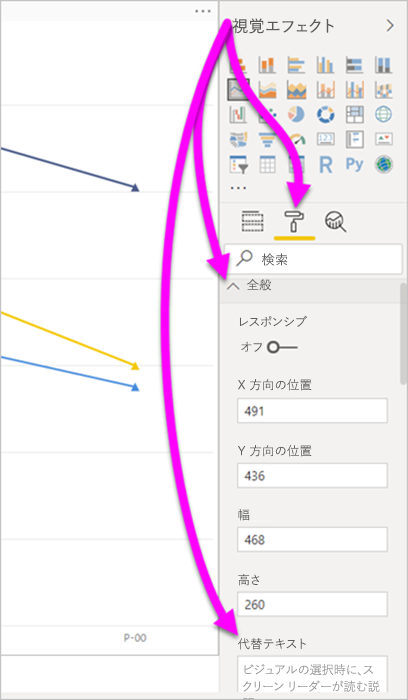 視覚エフェクト
R
Py
検索
全般
レスポンシブ
オフ
X 方向の位置
491
Y 方向の位置
436
幅
468
高さ
260
代替テキスト
ビジュアルの選択時に、ス
クリーン リーダーが読む説
P-00